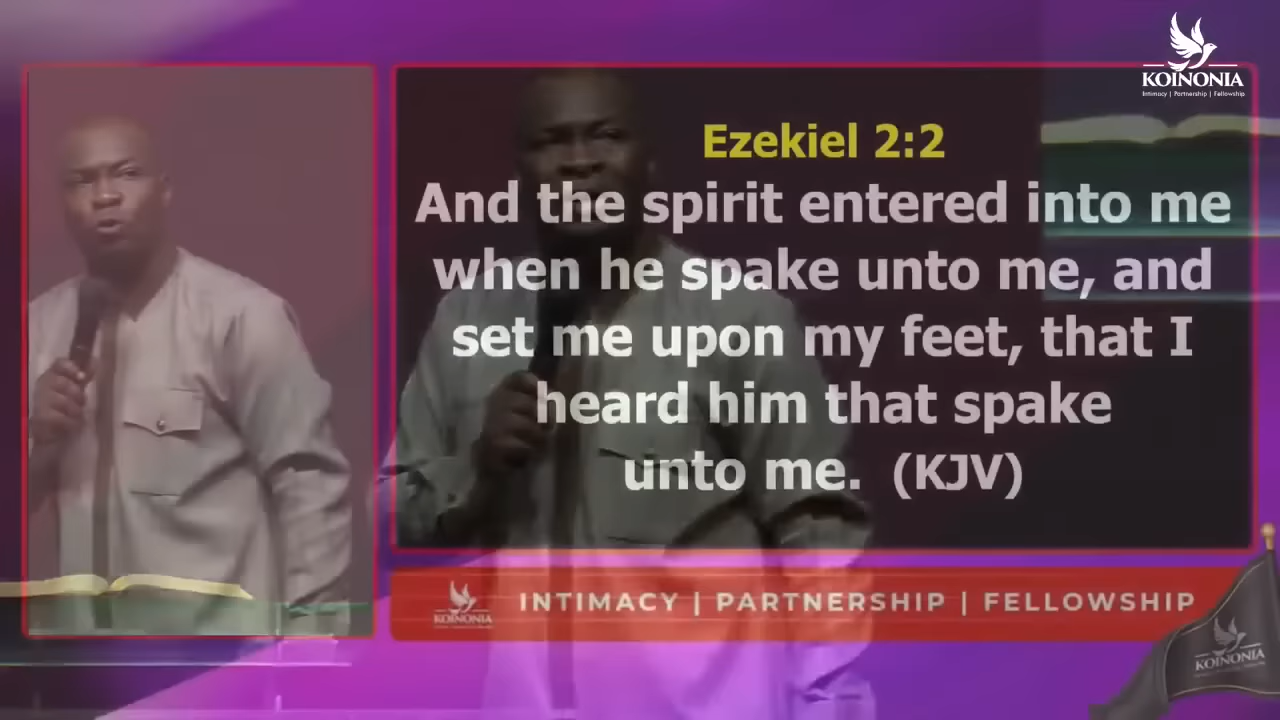 KOINONIA
Intimacy | Partnership | Fellowship
Ezekiel 2:2
And the spirit entered into me
when he spake unto me, and
set me upon my feet, that I
heard him that spake
unto me. (KJV)
KOINONIA
INTIMACY | PARTNERSHIP | FELLOWSHIP
KOINONIA